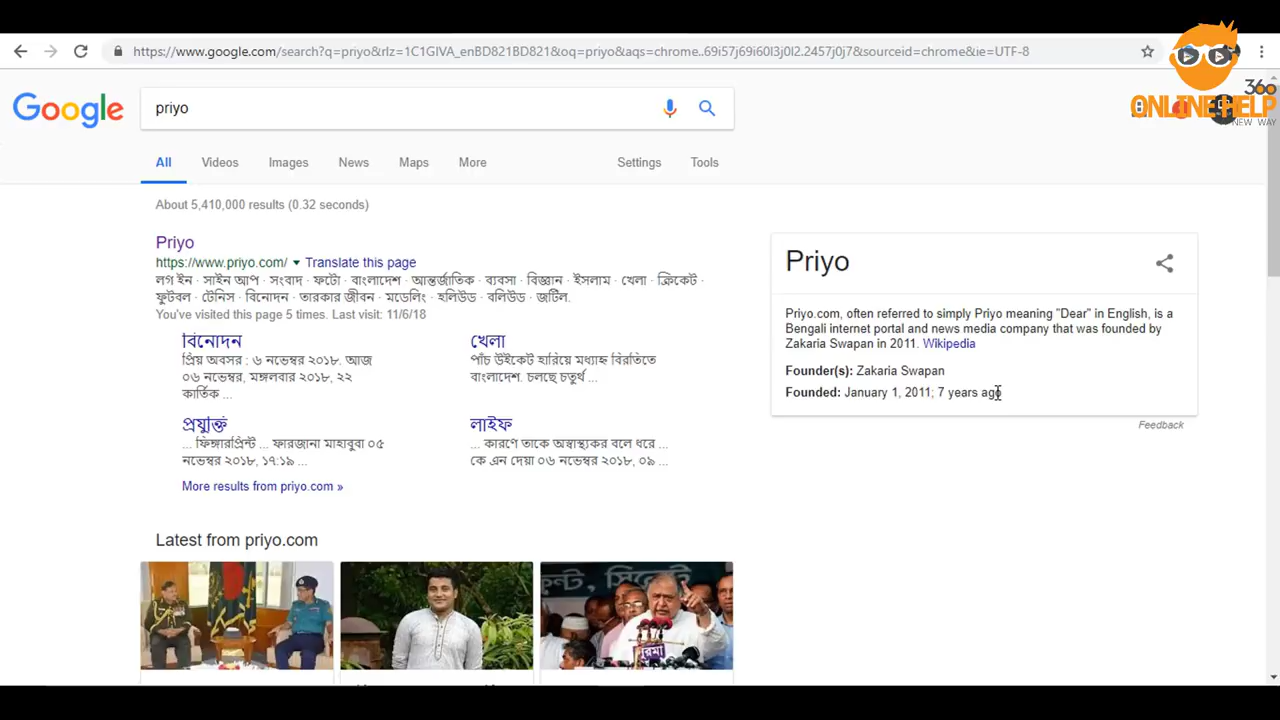 https://www.google.com/search?q=priyo&rlz=1C1GIVA_enBD821BD821&oq=priyo&aqs=chrome..69i57j69i60l3j0l2.2457j0j7&sourceid=chrome&ie=UTF-8
360
ONLINE HELP
NEW WAY
Google
priyo
All Videos Images News Maps More Settings Tools
About 5,410,000 results (0.32 seconds)
Priyo
https://www.priyo.com/ ▾ Translate this page
লগ ইন · সাইন আপ · সংবাদ · ফটো · বাংলাদেশ · আন্তর্জাতিক · ব্যবসা · বিজ্ঞান · ইসলাম · খেলা · ক্রিকেট ·
ফুটবল · টেনিস · বিনোদন · তারকার জীবন · মডেলিং · হলিউড · বলিউড · জটিল.
You've visited this page 5 times. Last visit: 11/6/18
বিনোদন
প্রিয় অবসর : ৬ নভেম্বর ২০১৮. আজ
০৬ নভেম্বর ২০১৮, মঙ্গলবার ২০১৮, ২২
কার্তিক ...
খেলা
পাঁচ উইকেট হারিয়ে মধ্যাহ্ন বিরতিতে
বাংলাদেশ. চলছে চতুর্থ ...
প্রযুক্তি
... ফিঙ্গারপ্রিন্ট ... ফারজানা মাহাবুবা ০৫
নভেম্বর ২০১৮, ১৭:১৯ ...
লাইফ
... কারণে তাকে অস্বাস্থ্যকর বলে ধরে ...
কে এন দেয়া ০৬ নভেম্বর ২০১৮, ০৯ ...
More results from priyo.com »
Latest from priyo.com
Priyo
Priyo.com, often referred to simply Priyo meaning "Dear" in English, is a
Bengali internet portal and news media company that was founded by
Zakaria Swapan in 2011. Wikipedia
Founder(s): Zakaria Swapan
Founded: January 1, 2011; 7 years ago
Feedback